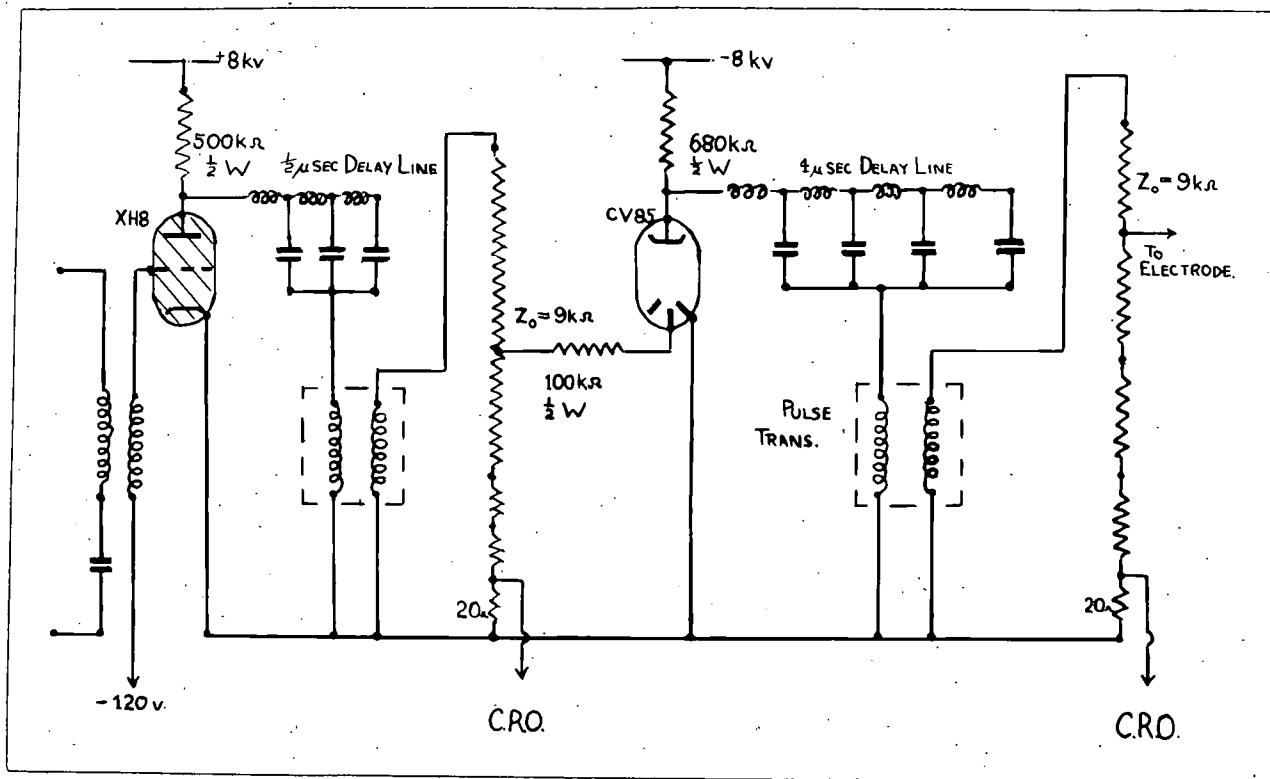 +8kv
500kΩ
½ W
½μSEC DELAY LINE
XH8
Z₀=9kΩ
100kΩ
½ W
20Ω
-120v.
C.R.O.
-8kv
680kΩ
½ W
4μSEC DELAY LINE
CV85
PULSE
TRANS.
Z₀=9kΩ
TO
ELECTRODE.
20Ω
C.R.O.